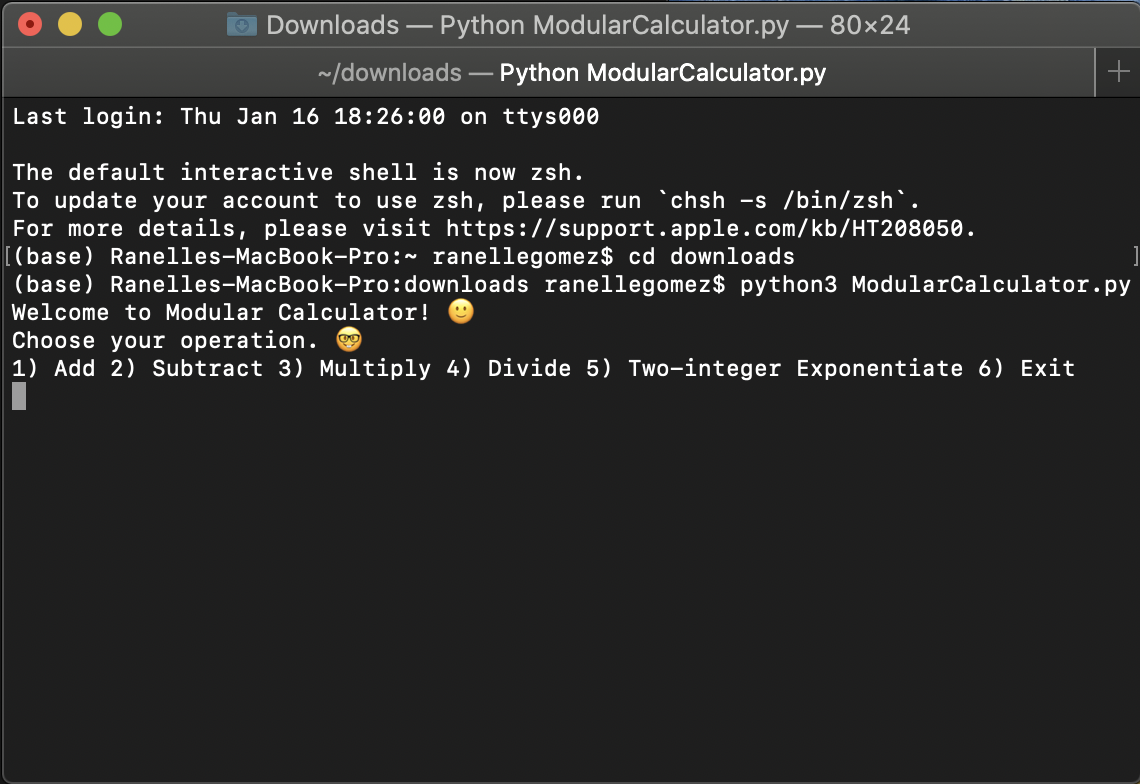 Downloads — Python ModularCalculator.py — 80×24
~/downloads — Python ModularCalculator.py
Last login: Thu Jan 16 18:26:00 on ttys000
The default interactive shell is now zsh.
To update your account to use zsh, please run `chsh -s /bin/zsh`.
For more details, please visit https://support.apple.com/kb/HT208050.
[(base) Ranelles-MacBook-Pro:~ ranellegomez$ cd downloads ]
(base) Ranelles-MacBook-Pro:downloads ranellegomez$ python3 ModularCalculator.py
Welcome to Modular Calculator! 🙂
Choose your operation. 🤓
1) Add 2) Subtract 3) Multiply 4) Divide 5) Two-integer Exponentiate 6) Exit